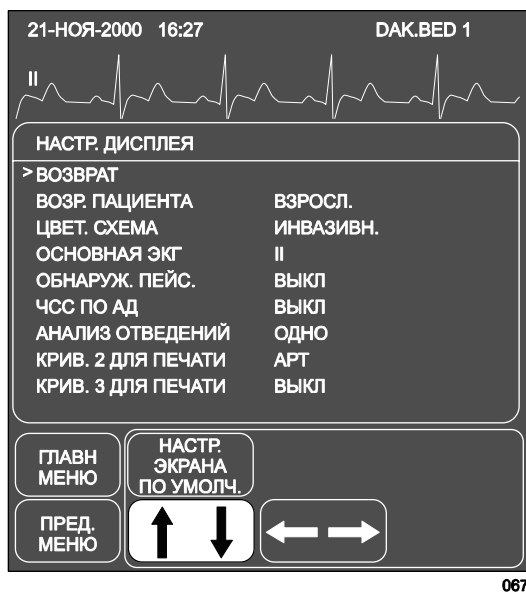 21-НОЯ-2000 16:27 DAK.BED 1
II
НАСТР. ДИСПЛЕЯ
> ВОЗВРАТ
ВОЗР. ПАЦИЕНТА ВЗРОСЛ.
ЦВЕТ. СХЕМА ИНВАЗИВН.
ОСНОВНАЯ ЭКГ II
ОБНАРУЖ. ПЕЙС. ВЫКЛ
ЧСС ПО АД ВЫКЛ
АНАЛИЗ ОТВЕДЕНИЙ ОДНО
КРИВ. 2 ДЛЯ ПЕЧАТИ АРТ
КРИВ. 3 ДЛЯ ПЕЧАТИ ВЫКЛ
ГЛАВН
МЕНЮ
НАСТР.
ЭКРАНА
ПО УМОЛЧ.
ПРЕД.
МЕНЮ
067